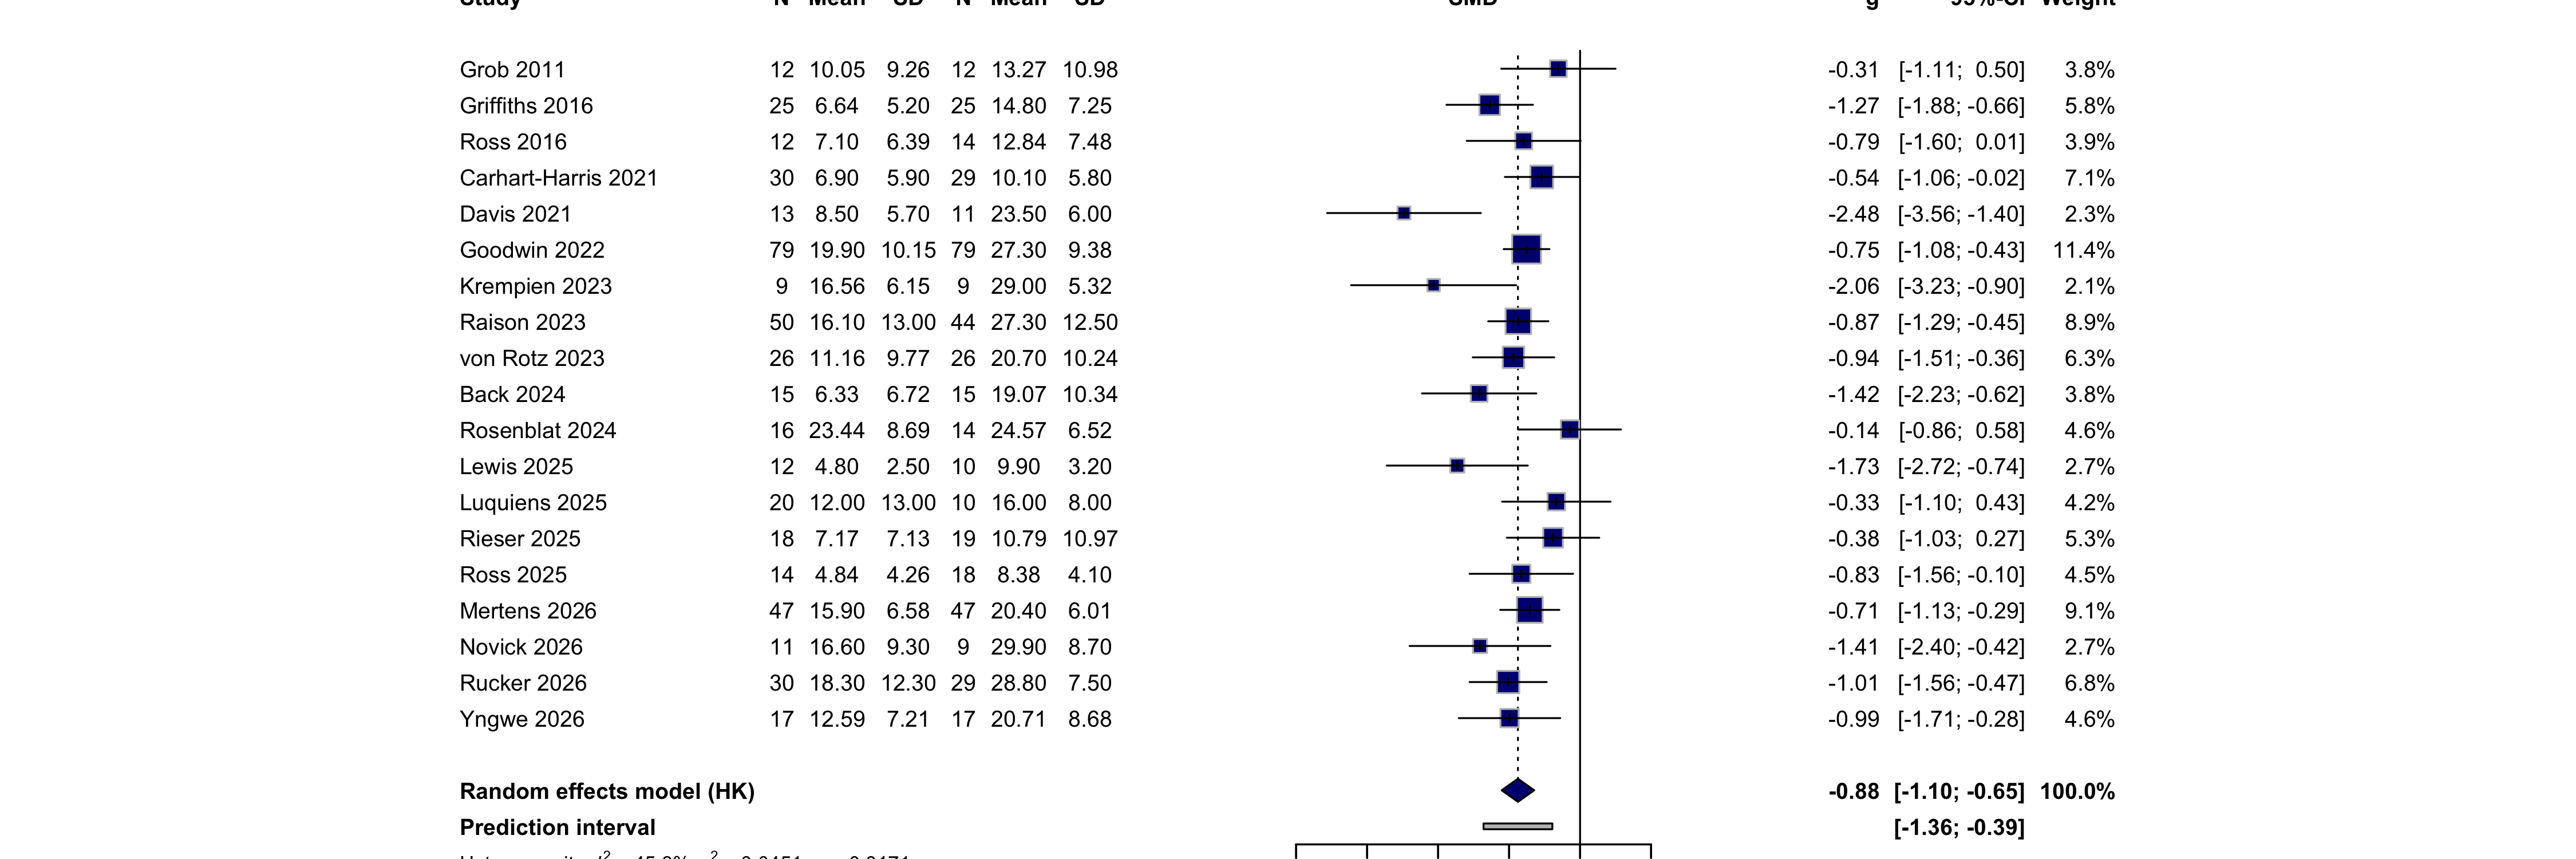 Study N Mean SD N Mean SD SMD g 95%-CI Weight
Grob 2011 12 10.05 9.26 12 13.27 10.98 -0.31 [-1.11; 0.50] 3.8%
Griffiths 2016 25 6.64 5.20 25 14.80 7.25 -1.27 [-1.88; -0.66] 5.8%
Ross 2016 12 7.10 6.39 14 12.84 7.48 -0.79 [-1.60; 0.01] 3.9%
Carhart-Harris 2021 30 6.90 5.90 29 10.10 5.80 -0.54 [-1.06; -0.02] 7.1%
Davis 2021 13 8.50 5.70 11 23.50 6.00 -2.48 [-3.56; -1.40] 2.3%
Goodwin 2022 79 19.90 10.15 79 27.30 9.38 -0.75 [-1.08; -0.43] 11.4%
Krempien 2023 9 16.56 6.15 9 29.00 5.32 -2.06 [-3.23; -0.90] 2.1%
Raison 2023 50 16.10 13.00 44 27.30 12.50 -0.87 [-1.29; -0.45] 8.9%
von Rotz 2023 26 11.16 9.77 26 20.70 10.24 -0.94 [-1.51; -0.36] 6.3%
Back 2024 15 6.33 6.72 15 19.07 10.34 -1.42 [-2.23; -0.62] 3.8%
Rosenblat 2024 16 23.44 8.69 14 24.57 6.52 -0.14 [-0.86; 0.58] 4.6%
Lewis 2025 12 4.80 2.50 10 9.90 3.20 -1.73 [-2.72; -0.74] 2.7%
Luquiens 2025 20 12.00 13.00 10 16.00 8.00 -0.33 [-1.10; 0.43] 4.2%
Rieser 2025 18 7.17 7.13 19 10.79 10.97 -0.38 [-1.03; 0.27] 5.3%
Ross 2025 14 4.84 4.26 18 8.38 4.10 -0.83 [-1.56; -0.10] 4.5%
Mertens 2026 47 15.90 6.58 47 20.40 6.01 -0.71 [-1.13; -0.29] 9.1%
Novick 2026 11 16.60 9.30 9 29.90 8.70 -1.41 [-2.40; -0.42] 2.7%
Rucker 2026 30 18.30 12.30 29 28.80 7.50 -1.01 [-1.56; -0.47] 6.8%
Yngwe 2026 17 12.59 7.21 17 20.71 8.68 -0.99 [-1.71; -0.28] 4.6%
Random effects model (HK) -0.88 [-1.10; -0.65] 100.0%
Prediction interval [-1.36; -0.39]